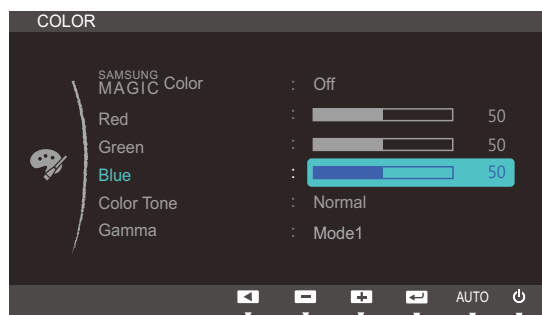 COLOR
SAMSUNG MAGIC Color : Off
Red : 50
Green : 50
Blue : 50
Color Tone : Normal
Gamma : Mode1
AUTO